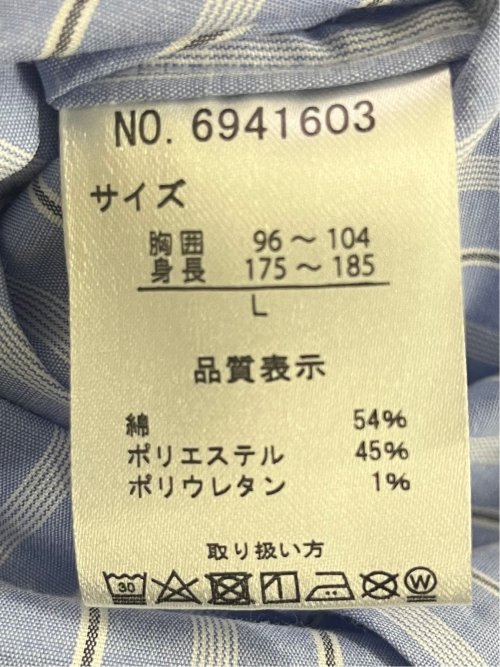 NO. 6941603
サイズ
胸囲 96～104
身長 175～185
L
品質表示
綿 54%
ポリエステル 45%
ポリウレタン 1%
取り扱い方
30 W